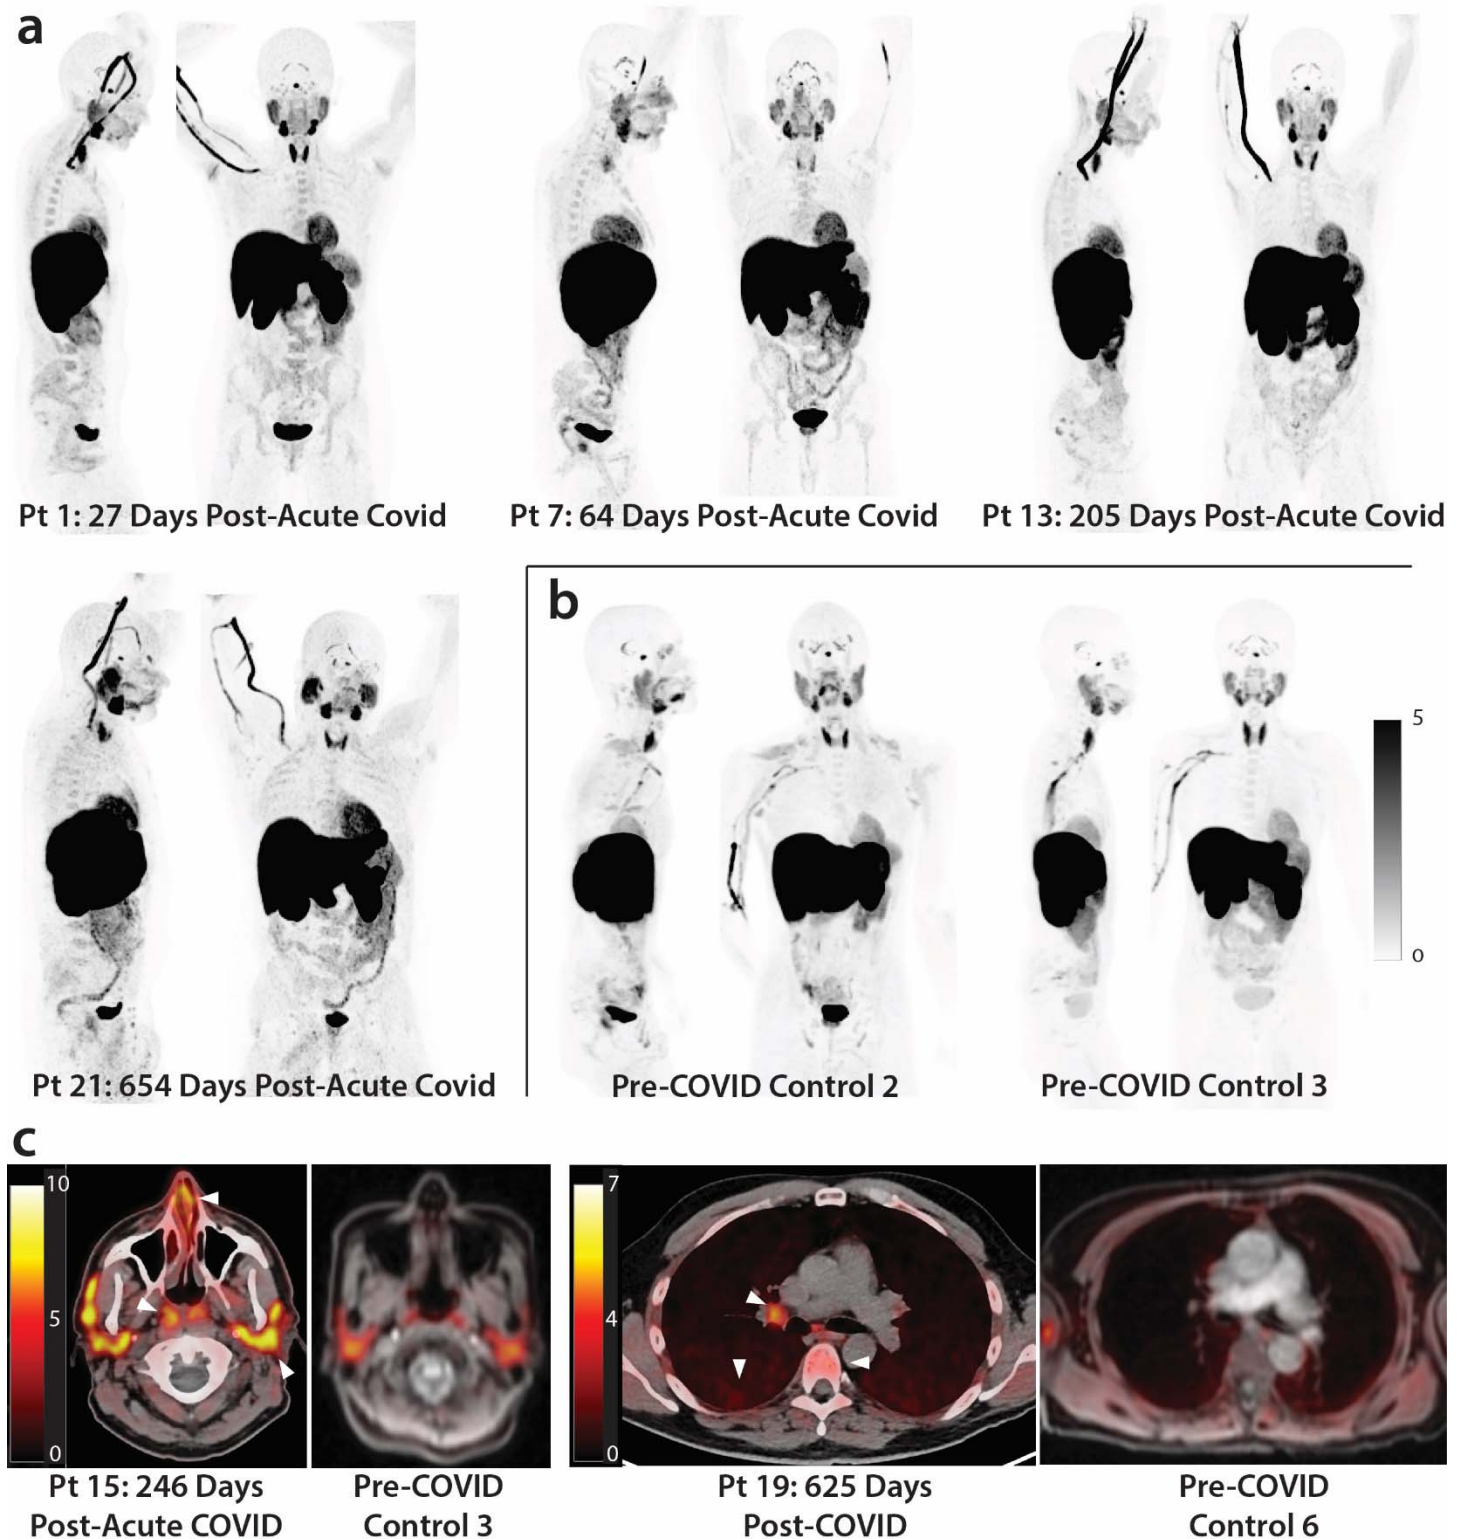 a
Pt 1: 27 Days Post-Acute Covid
Pt 7: 64 Days Post-Acute Covid
Pt 13: 205 Days Post-Acute Covid
Pt 21: 654 Days Post-Acute Covid
b
5
0
Pre-COVID Control 2
Pre-COVID Control 3
c
10
5
0
Pt 15: 246 Days
Post-Acute COVID
Pre-COVID
Control 3
7
4
0
Pt 19: 625 Days
Post-COVID
Pre-COVID
Control 6